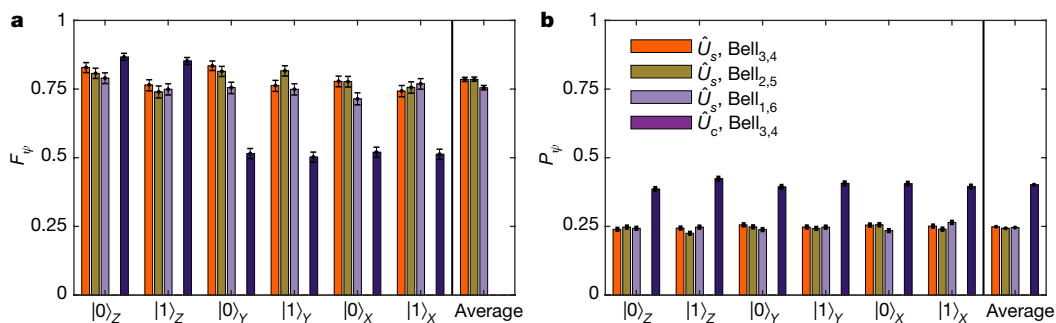 a
1
0.75
0.5
0.25
0
F_ψ
|0⟩_Z |1⟩_Z |0⟩_Y |1⟩_Y |0⟩_X |1⟩_X Average
b
1
0.75
0.5
0.25
0
P_ψ
Û_s, Bell_3,4
Û_s, Bell_2,5
Û_s, Bell_1,6
Û_c, Bell_3,4
|0⟩_Z |1⟩_Z |0⟩_Y |1⟩_Y |0⟩_X |1⟩_X Average